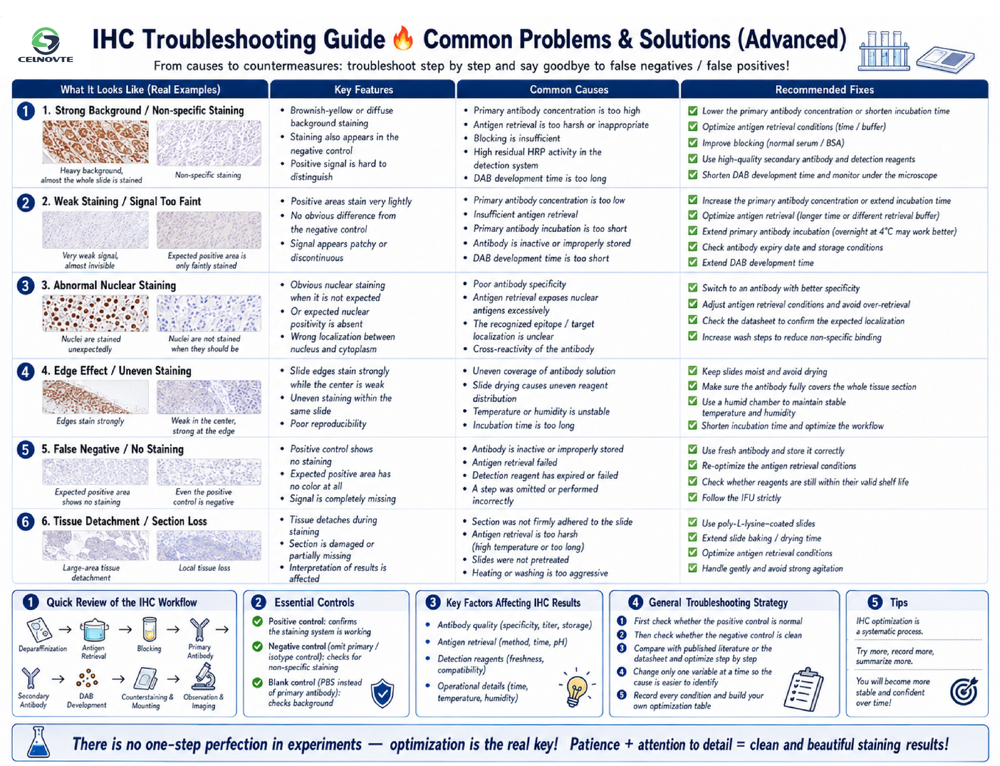 CELNOVTE
IHC Troubleshooting Guide 🔥 Common Problems & Solutions (Advanced)
From causes to countermeasures: troubleshoot step by step and say goodbye to false negatives / false positives!
What It Looks Like (Real Examples)
Key Features
Common Causes
Recommended Fixes
1
1. Strong Background / Non-specific Staining
Heavy background,
almost the whole slide is stained
Non-specific staining
• Brownish-yellow or diffuse
background staining
• Staining also appears in the
negative control
• Positive signal is hard to
distinguish
• Primary antibody concentration is too high
• Antigen retrieval is too harsh or inappropriate
• Blocking is insufficient
• High residual HRP activity in the
detection system
• DAB development time is too long
✅ Lower the primary antibody concentration or shorten incubation time
✅ Optimize antigen retrieval conditions (time / buffer)
✅ Improve blocking (normal serum / BSA)
✅ Use high-quality secondary antibody and detection reagents
✅ Shorten DAB development time and monitor under the microscope
2
2. Weak Staining / Signal Too Faint
Very weak signal,
almost invisible
Expected positive area is
only faintly stained
• Positive areas stain very lightly
• No obvious difference from
the negative control
• Signal appears patchy or
discontinuous
• Primary antibody concentration is too low
• Insufficient antigen retrieval
• Primary antibody incubation is too short
• Antibody is inactive or improperly stored
• DAB development time is too short
✅ Increase the primary antibody concentration or extend incubation time
✅ Optimize antigen retrieval (longer time or different retrieval buffer)
✅ Extend primary antibody incubation (overnight at 4°C may work better)
✅ Check antibody expiry date and storage conditions
✅ Extend DAB development time
3
3. Abnormal Nuclear Staining
Nuclei are stained
unexpectedly
Nuclei are not stained
when they should be
• Obvious nuclear staining
when it is not expected
• Or expected nuclear
positivity is absent
• Wrong localization between
nucleus and cytoplasm
• Poor antibody specificity
• Antigen retrieval exposes nuclear
antigens excessively
• The recognized epitope / target
localization is unclear
• Cross-reactivity of the antibody
✅ Switch to an antibody with better specificity
✅ Adjust antigen retrieval conditions and avoid over-retrieval
✅ Check the datasheet to confirm the expected localization
✅ Increase wash steps to reduce non-specific binding
4
4. Edge Effect / Uneven Staining
Edges stain strongly
Weak in the center,
strong at the edge
• Slide edges stain strongly
while the center is weak
• Uneven staining within the
same slide
• Poor reproducibility
• Uneven coverage of antibody solution
• Slide drying causes uneven reagent
distribution
• Temperature or humidity is unstable
• Incubation time is too long
✅ Keep slides moist and avoid drying
✅ Make sure the antibody fully covers the whole tissue section
✅ Use a humid chamber to maintain stable
temperature and humidity
✅ Shorten incubation time and optimize the workflow
5
5. False Negative / No Staining
Expected positive area
shows no staining
Even the positive
control is negative
• Positive control shows
no staining
• Expected positive area has
no color at all
• Signal is completely missing
• Antibody is inactive or improperly stored
• Antigen retrieval failed
• Detection reagent has expired or failed
• A step was omitted or performed
incorrectly
✅ Use fresh antibody and store it correctly
✅ Re-optimize the antigen retrieval conditions
✅ Check whether reagents are still within their valid shelf life
✅ Follow the IFU strictly
6
6. Tissue Detachment / Section Loss
Large-area tissue
detachment
Local tissue loss
• Tissue detaches during
staining
• Section is damaged or
partially missing
• Interpretation of results is
affected
• Section was not firmly adhered to the slide
• Antigen retrieval is too harsh
(high temperature or too long)
• Slides were not pretreated
• Heating or washing is too aggressive
✅ Use poly-L-lysine-coated slides
✅ Extend slide baking / drying time
✅ Optimize antigen retrieval conditions
✅ Handle gently and avoid strong agitation
1 Quick Review of the IHC Workflow
Deparaffinization
Antigen
Retrieval
Blocking
Primary
Antibody
Secondary
Antibody
DAB
Development
Counterstaining &
Mounting
Observation &
Imaging
2 Essential Controls
Positive control: confirms
the staining system is working
Negative control (omit primary /
isotype control): checks for
non-specific staining
Blank control (PBS instead
of primary antibody):
checks background
3 Key Factors Affecting IHC Results
• Antibody quality (specificity, titer, storage)
• Antigen retrieval (method, time, pH)
• Detection reagents (freshness,
compatibility)
• Operational details (time,
temperature, humidity)
4 General Troubleshooting Strategy
1 First check whether the positive control is normal
2 Then check whether the negative control is clean
3 Compare with published literature or the
datasheet and optimize step by step
4 Change only one variable at a time so the
cause is easier to identify
5 Record every condition and build your
own optimization table
5 Tips
IHC optimization is
a systematic process.
Try more, record more,
summarize more.
You will become more
stable and confident
over time!
There is no one-step perfection in experiments — optimization is the real key! Patience + attention to detail = clean and beautiful staining results!